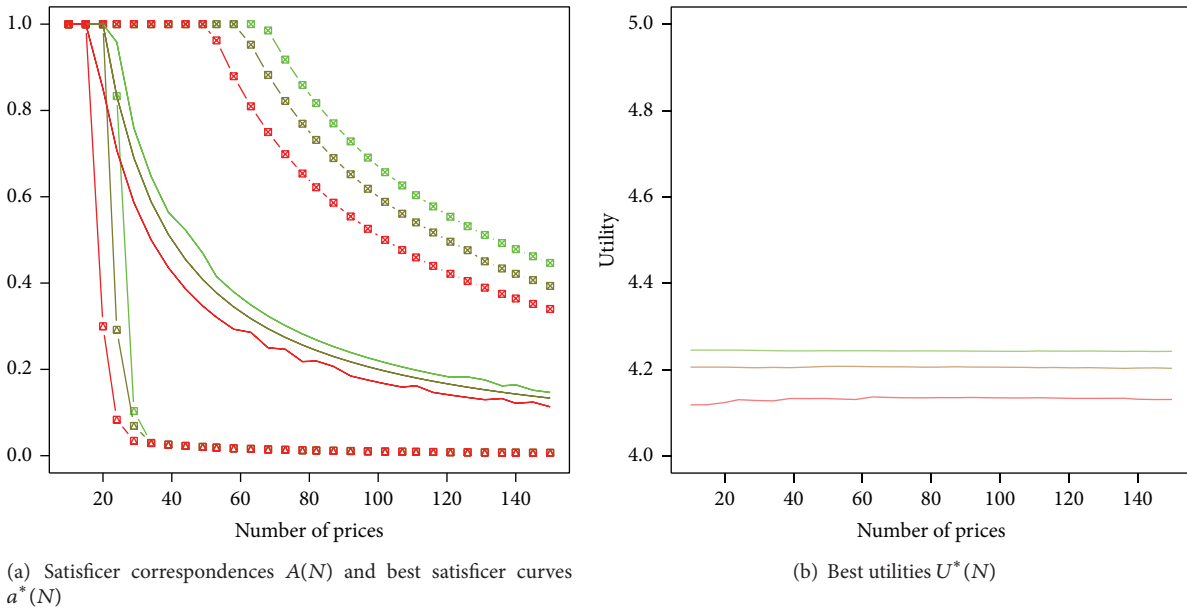 1.0
0.8
0.6
0.4
0.2
0.0
20 40 60 80 100 120 140
Number of prices
(a) Satisficer correspondences A(N) and best satisficer curves
a*(N)
Utility
5.0
4.8
4.6
4.4
4.2
4.0
20 40 60 80 100 120 140
Number of prices
(b) Best utilities U*(N)